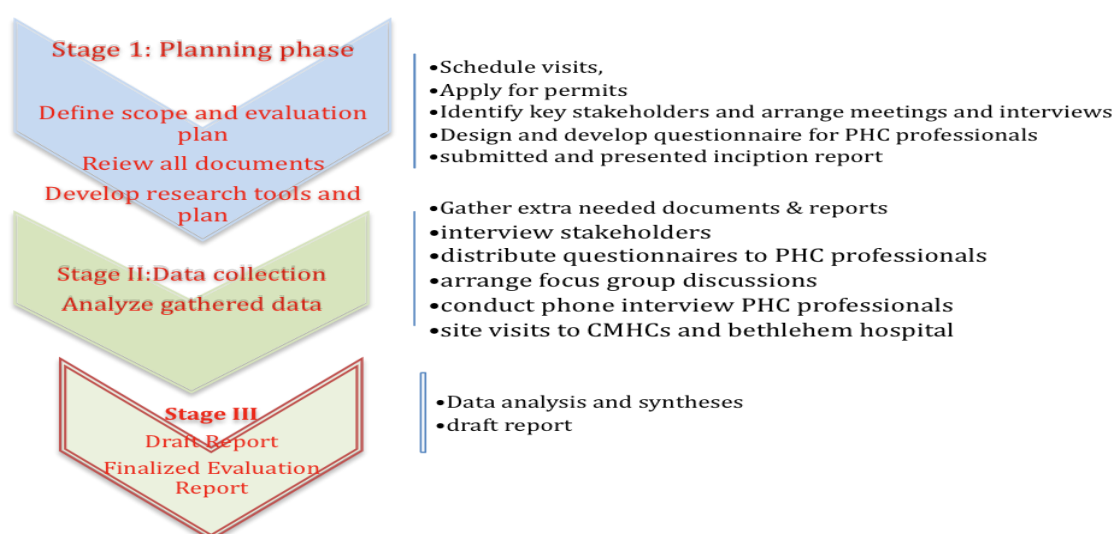 Stage 1: Planning phase
Define scope and evaluation
plan
Reiew all documents
Develop research tools and
plan
•Schedule visits,
•Apply for permits
•Identify key stakeholders and arrange meetings and interviews
•Design and develop questionnaire for PHC professionals
•submitted and presented inciption report
Stage II:Data collection
Analyze gathered data
•Gather extra needed documents & reports
•interview stakeholders
•distribute questionnaires to PHC professionals
•arrange focus group discussions
•conduct phone interview PHC professionals
•site visits to CMHCs and bethlehem hospital
Stage III
Draft Report
Finalized Evaluation
Report
•Data analysis and syntheses
•draft report